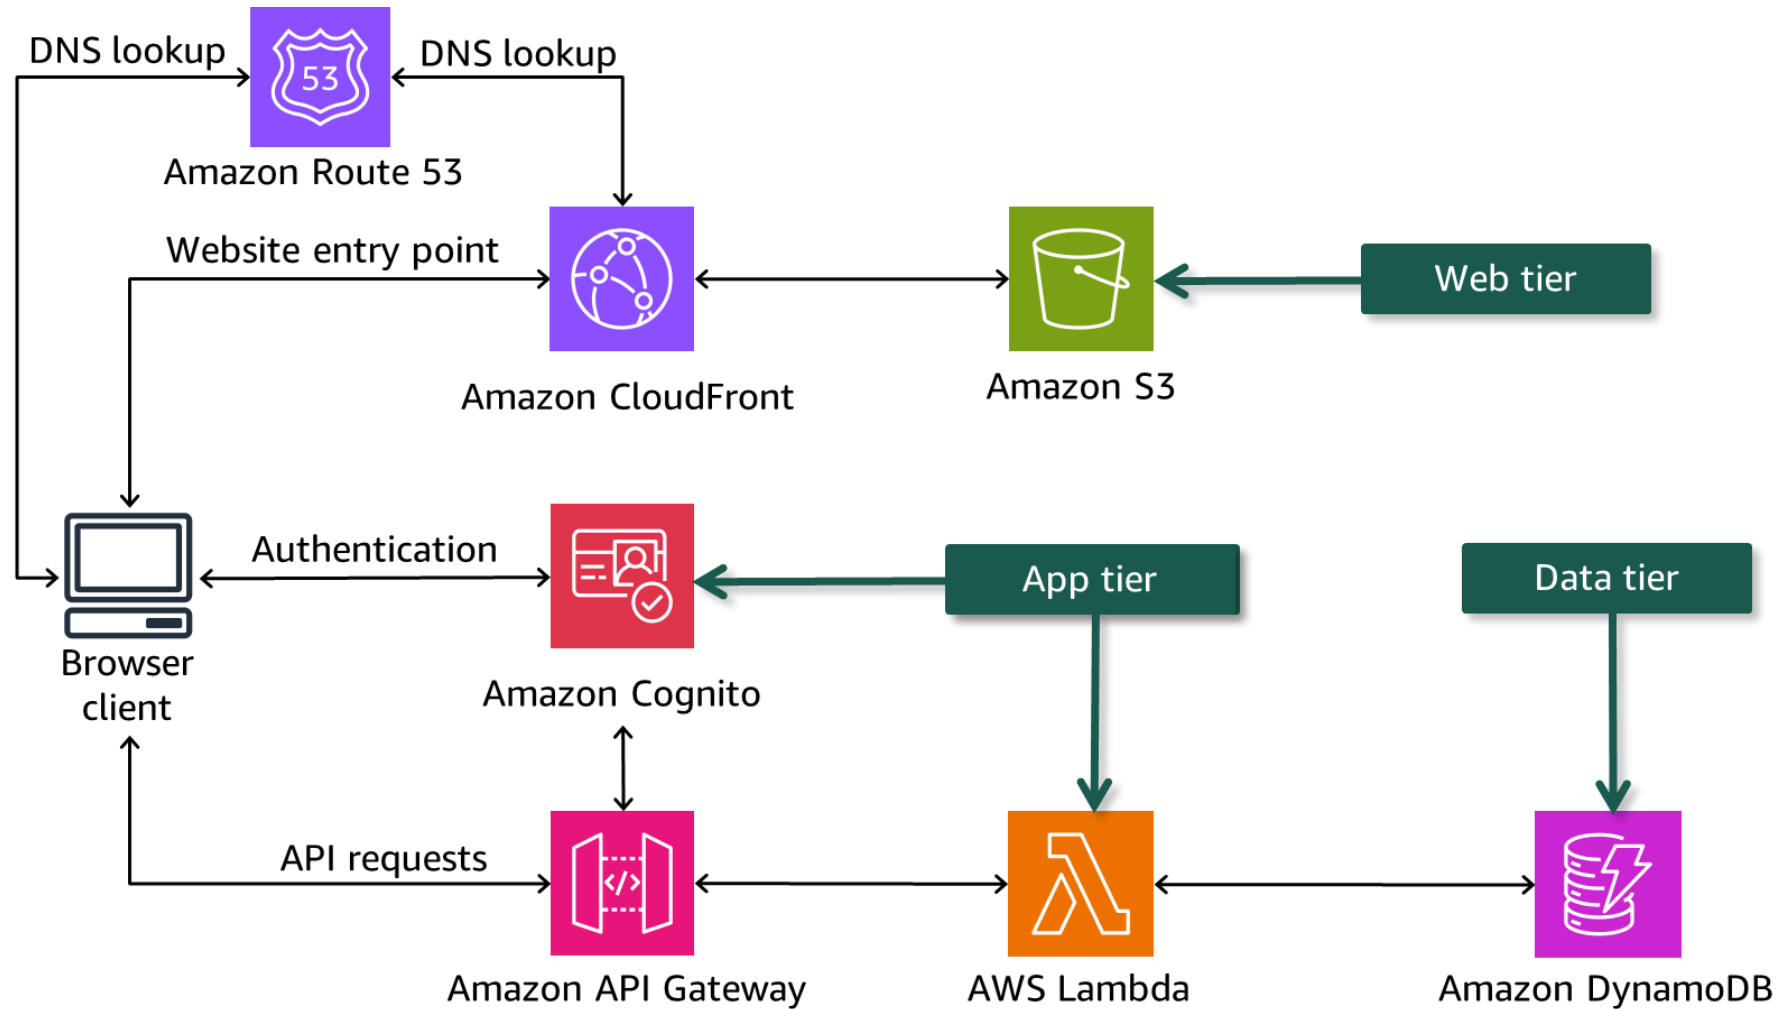 DNS lookup
DNS lookup
53
Amazon Route 53
Website entry point
Web tier
Amazon CloudFront
Amazon S3
Authentication
App tier
Data tier
Browser
client
Amazon Cognito
API requests
</>
Amazon API Gateway
AWS Lambda
Amazon DynamoDB